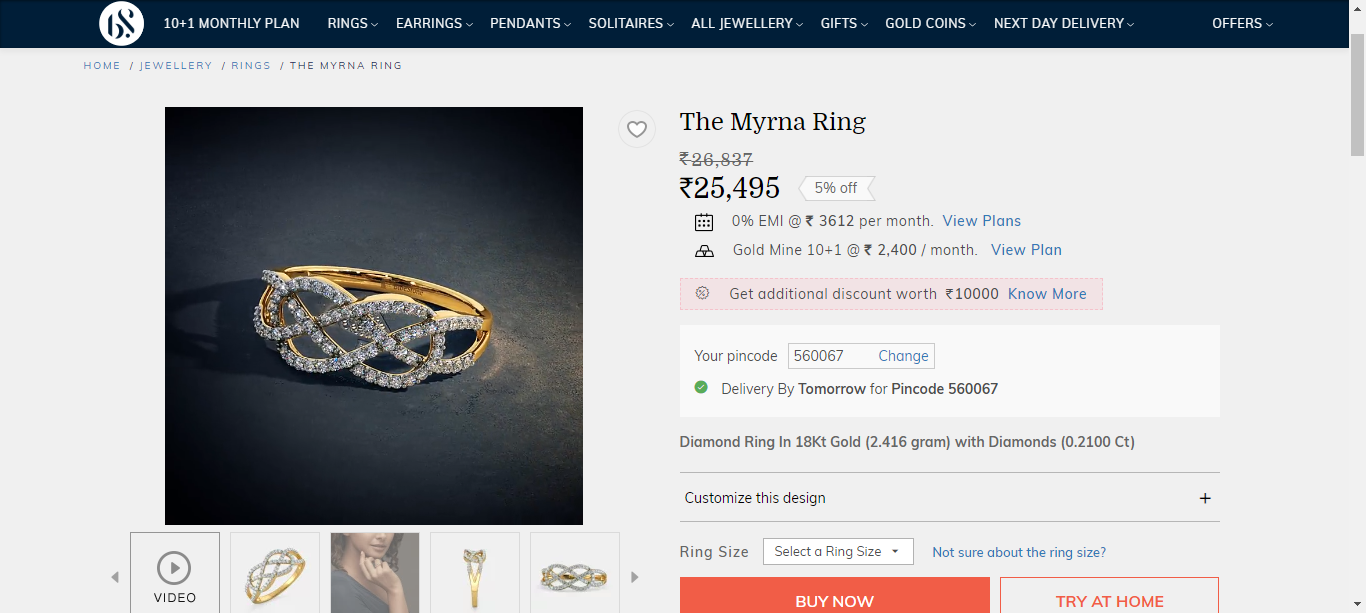 BS 10+1 MONTHLY PLAN RINGS EARRINGS PENDANTS SOLITAIRES ALL JEWELLERY GIFTS GOLD COINS NEXT DAY DELIVERY OFFERS
HOME / JEWELLERY / RINGS / THE MYRNA RING
The Myrna Ring
₹26,837
₹25,495 5% off
0% EMI @ ₹ 3612 per month. View Plans
Gold Mine 10+1 @ ₹ 2,400 / month. View Plan
Get additional discount worth ₹10000 Know More
Your pincode 560067 Change
Delivery By Tomorrow for Pincode 560067
Diamond Ring In 18Kt Gold (2.416 gram) with Diamonds (0.2100 Ct)
Customize this design +
Ring Size Select a Ring Size Not sure about the ring size?
VIDEO
BUY NOW TRY AT HOME